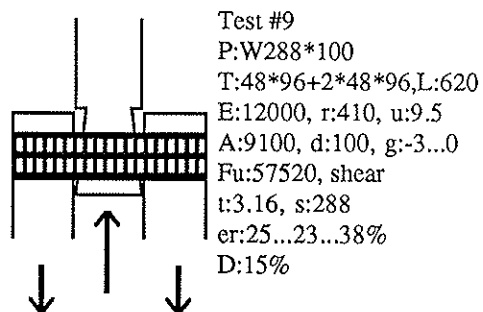 Test #9
P:W288*100
T:48*96+2*48*96,L:620
E:12000, r:410, u:9.5
A:9100, d:100, g:-3...0
Fu:57520, shear
t:3.16, s:288
er:25...23...38%
D:15%